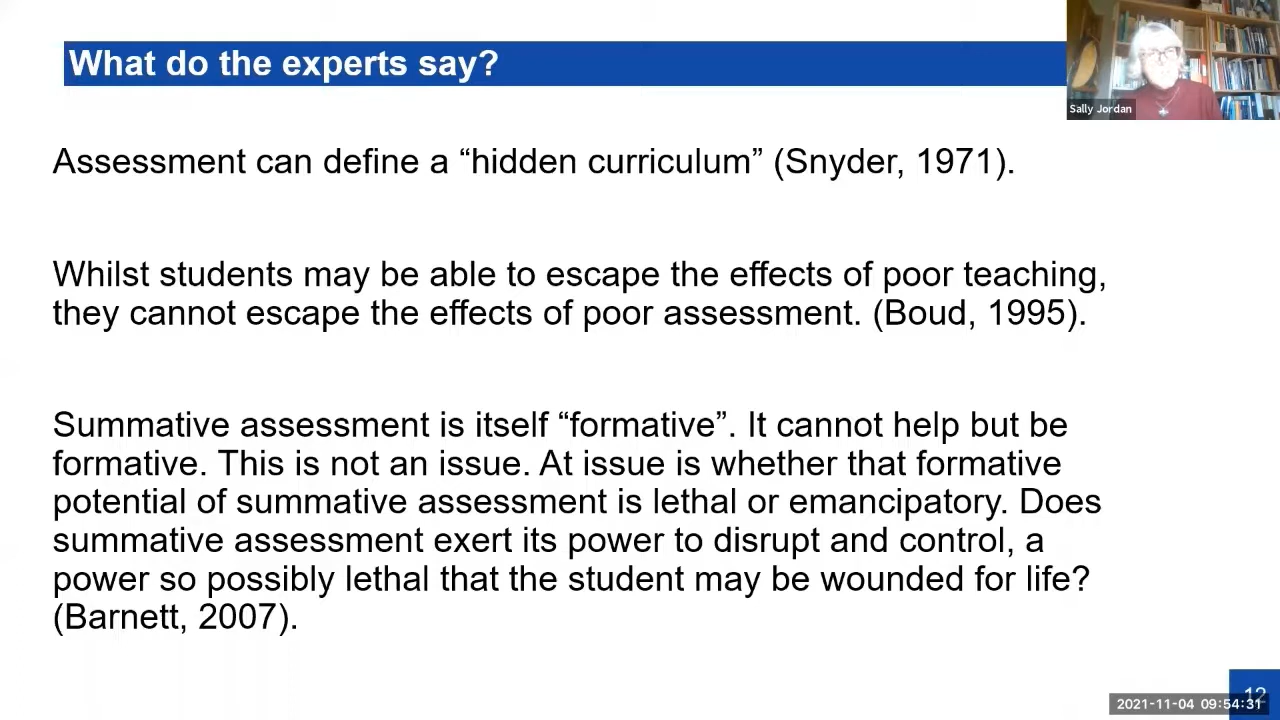 What do the experts say?
Sally Jordan
Assessment can define a “hidden curriculum” (Snyder, 1971).
Whilst students may be able to escape the effects of poor teaching,
they cannot escape the effects of poor assessment. (Boud, 1995).
Summative assessment is itself “formative”. It cannot help but be
formative. This is not an issue. At issue is whether that formative
potential of summative assessment is lethal or emancipatory. Does
summative assessment exert its power to disrupt and control, a
power so possibly lethal that the student may be wounded for life?
(Barnett, 2007).
12
2021-11-04 09:54:31